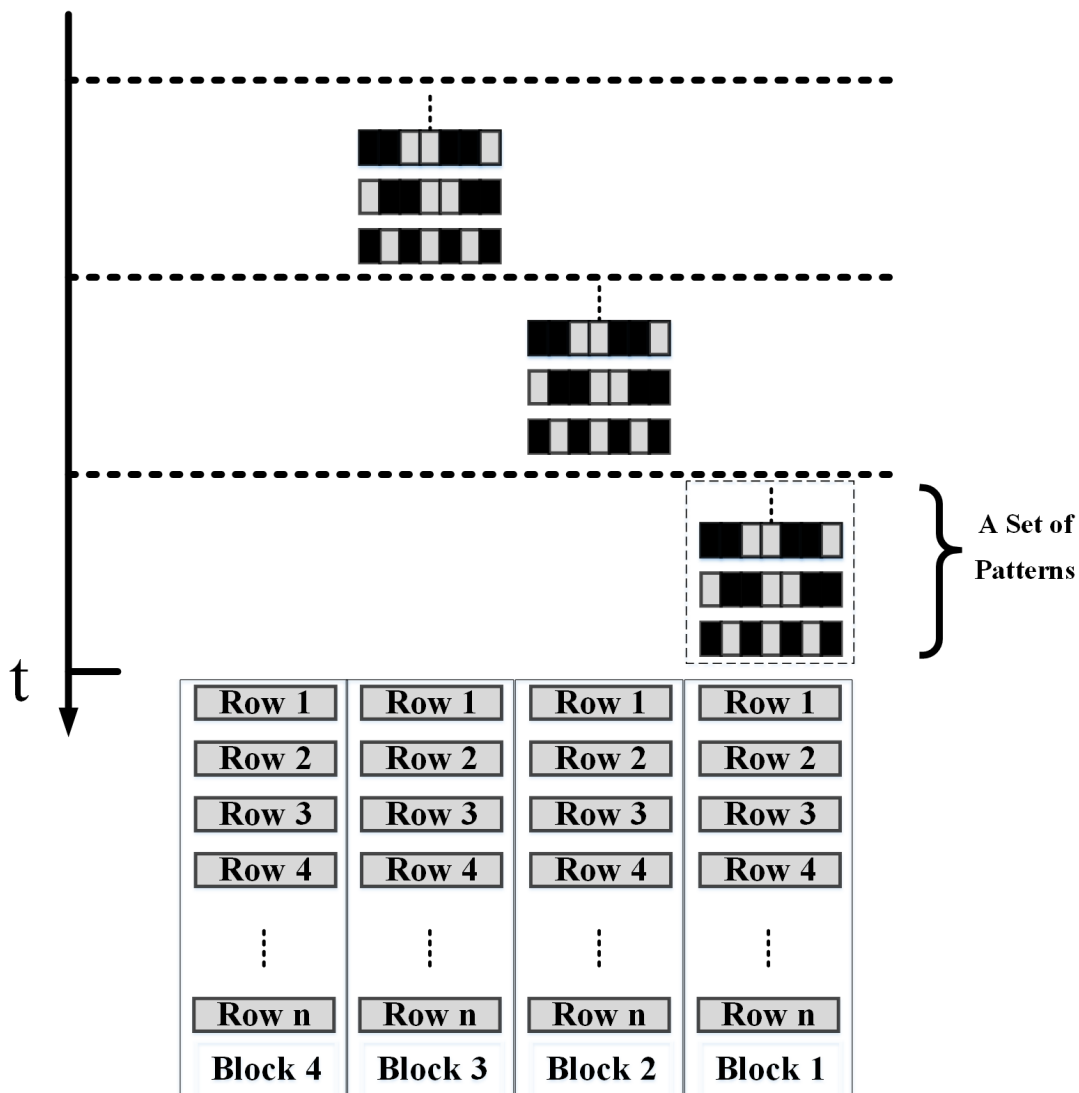 A Set of
Patterns
t
Row 1 Row 1 Row 1 Row 1
Row 2 Row 2 Row 2 Row 2
Row 3 Row 3 Row 3 Row 3
Row 4 Row 4 Row 4 Row 4
Row n Row n Row n Row n
Block 4 Block 3 Block 2 Block 1